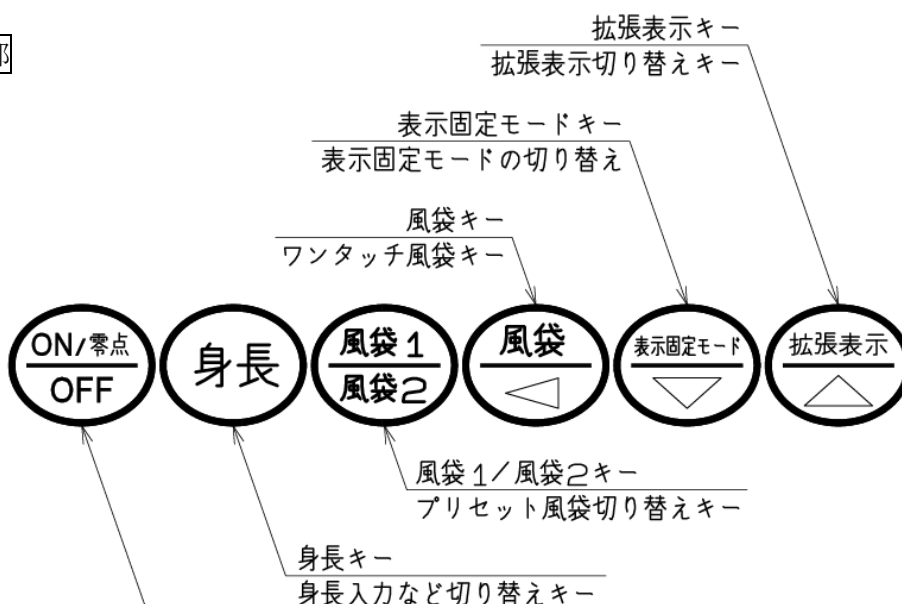 拡張表示キー
拡張表示切り替えキー
部
表示固定モードキー
表示固定モードの切り替え
風袋キー
ワンタッチ風袋キー
ON/零点
OFF
身長
風袋1
風袋2
風袋
表示固定モード
拡張表示
風袋1/風袋2キー
プリセット風袋切り替えキー
身長キー
身長入力など切り替えキー